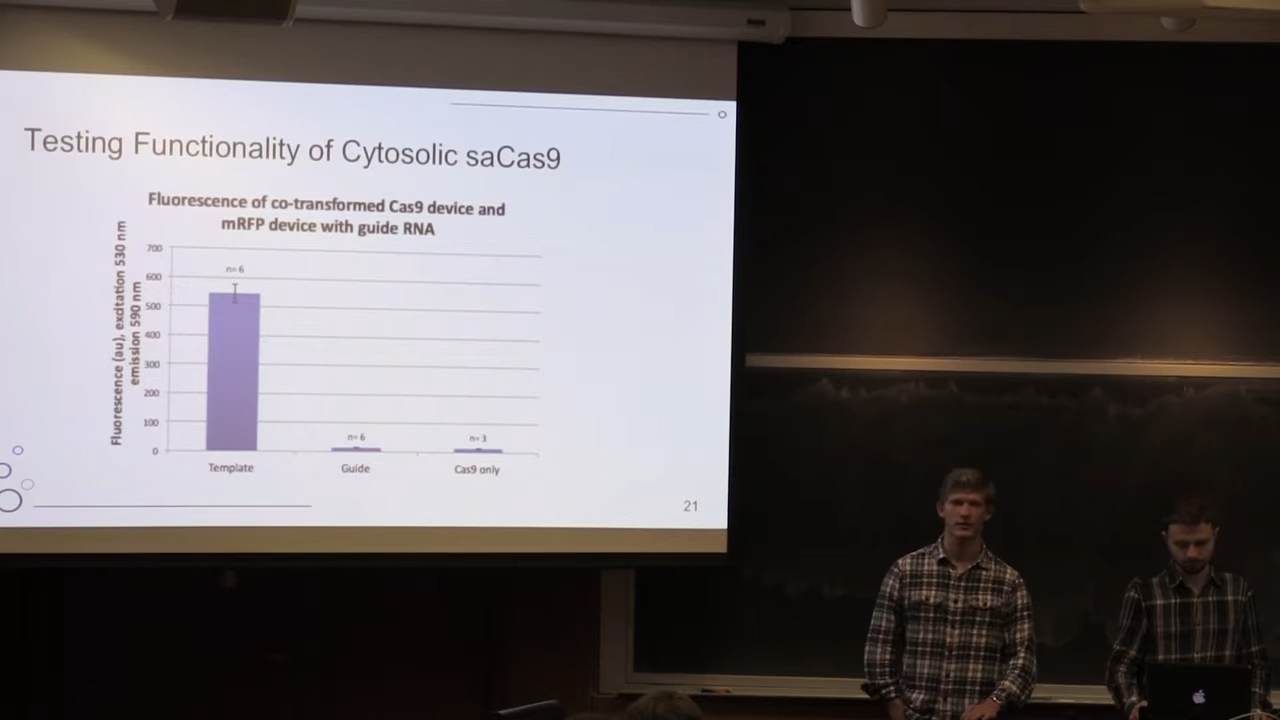 Testing Functionality of Cytosolic saCas9
Fluorescence of co-transformed Cas9 device and
mRFP device with guide RNA
Fluorescence (au), excitation 530 nm
emission 590 nm
700
600
500
400
300
200
100
0
n=6
n=6
n=3
Template
Guide
Cas9 only
21